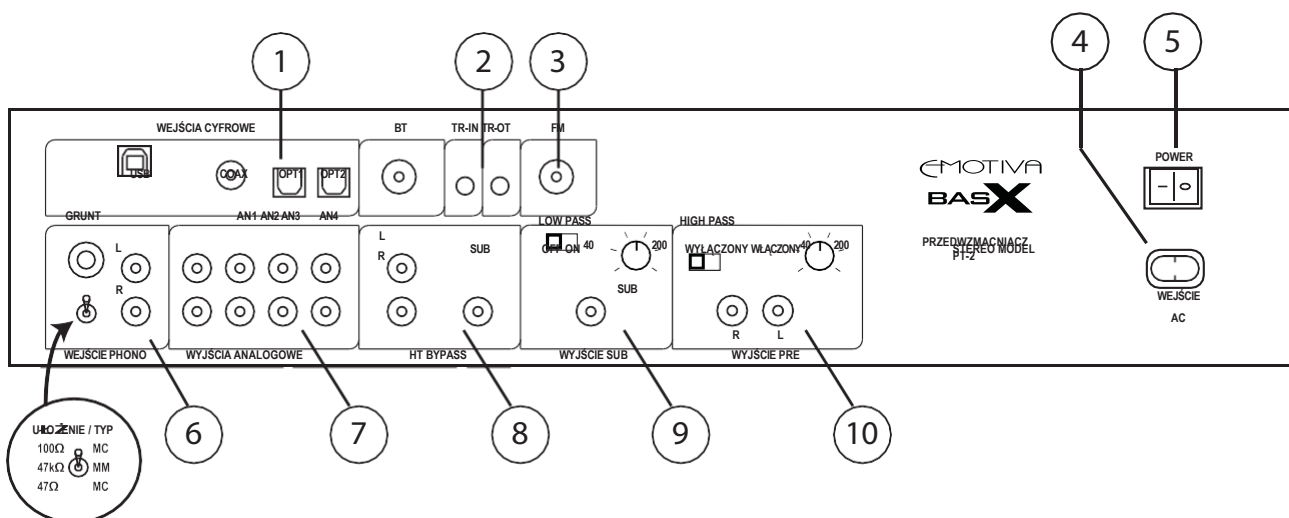 1
2
3
4
5
WEJŚCIA CYFROWE
BT
TR-IN TR-OT
FM
USB
COAX
OPT1
OPT2
POWER
EMOTIVA
BASX
PRZEDWZMACNIACZ
STEREO MODEL
PT-2
GRUNT
AN1 AN2 AN3 AN4
L
R
L
R
SUB
LOW PASS
OFF ON
40
200
SUB
HIGH PASS
WYŁĄCZONY WŁĄCZONY
40
200
R
L
WEJŚCIE
AC
WEJŚCIE PHONO
WYJŚCIA ANALOGOWE
HT BYPASS
WYJŚCIE SUB
WYJŚCIE PRE
6
7
8
9
10
/ TYP
100Ω MC
47kΩ MM
47Ω MC